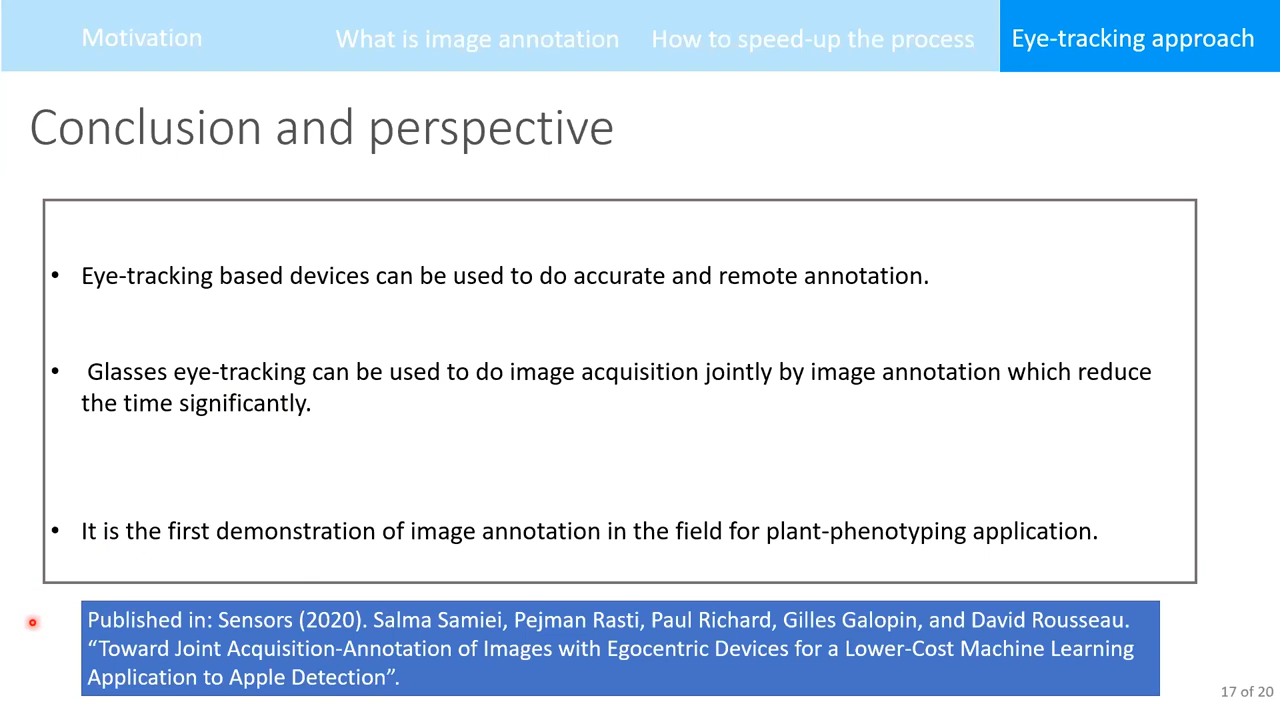 Motivation
What is image annotation
How to speed-up the process
Eye-tracking approach
Conclusion and perspective
• Eye-tracking based devices can be used to do accurate and remote annotation.
• Glasses eye-tracking can be used to do image acquisition jointly by image annotation which reduce
the time significantly.
• It is the first demonstration of image annotation in the field for plant-phenotyping application.
Published in: Sensors (2020). Salma Samiei, Pejman Rasti, Paul Richard, Gilles Galopin, and David Rousseau.
“Toward Joint Acquisition-Annotation of Images with Egocentric Devices for a Lower-Cost Machine Learning
Application to Apple Detection”.
17 of 20